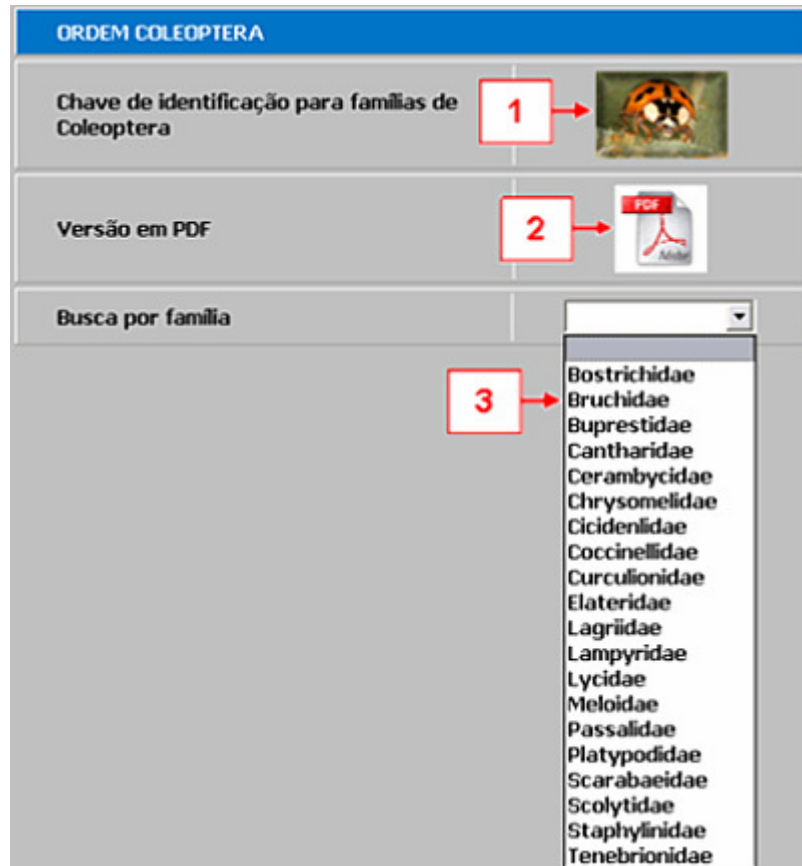 ORDEM COLEOPTERA
Chave de identificação para famílias de
Coleoptera
1
Versão em PDF
2
PDF
Adobe
Busca por família
3
Bostrichidae
Bruchidae
Buprestidae
Cantharidae
Cerambycidae
Chrysomelidae
Cicidenlidae
Coccinellidae
Curculionidae
Elateridae
Lagriidae
Lampyridae
Lycidae
Meloidae
Passalidae
Platypodidae
Scarabaeidae
Scolytidae
Staphylinidae
Tenebrionidae